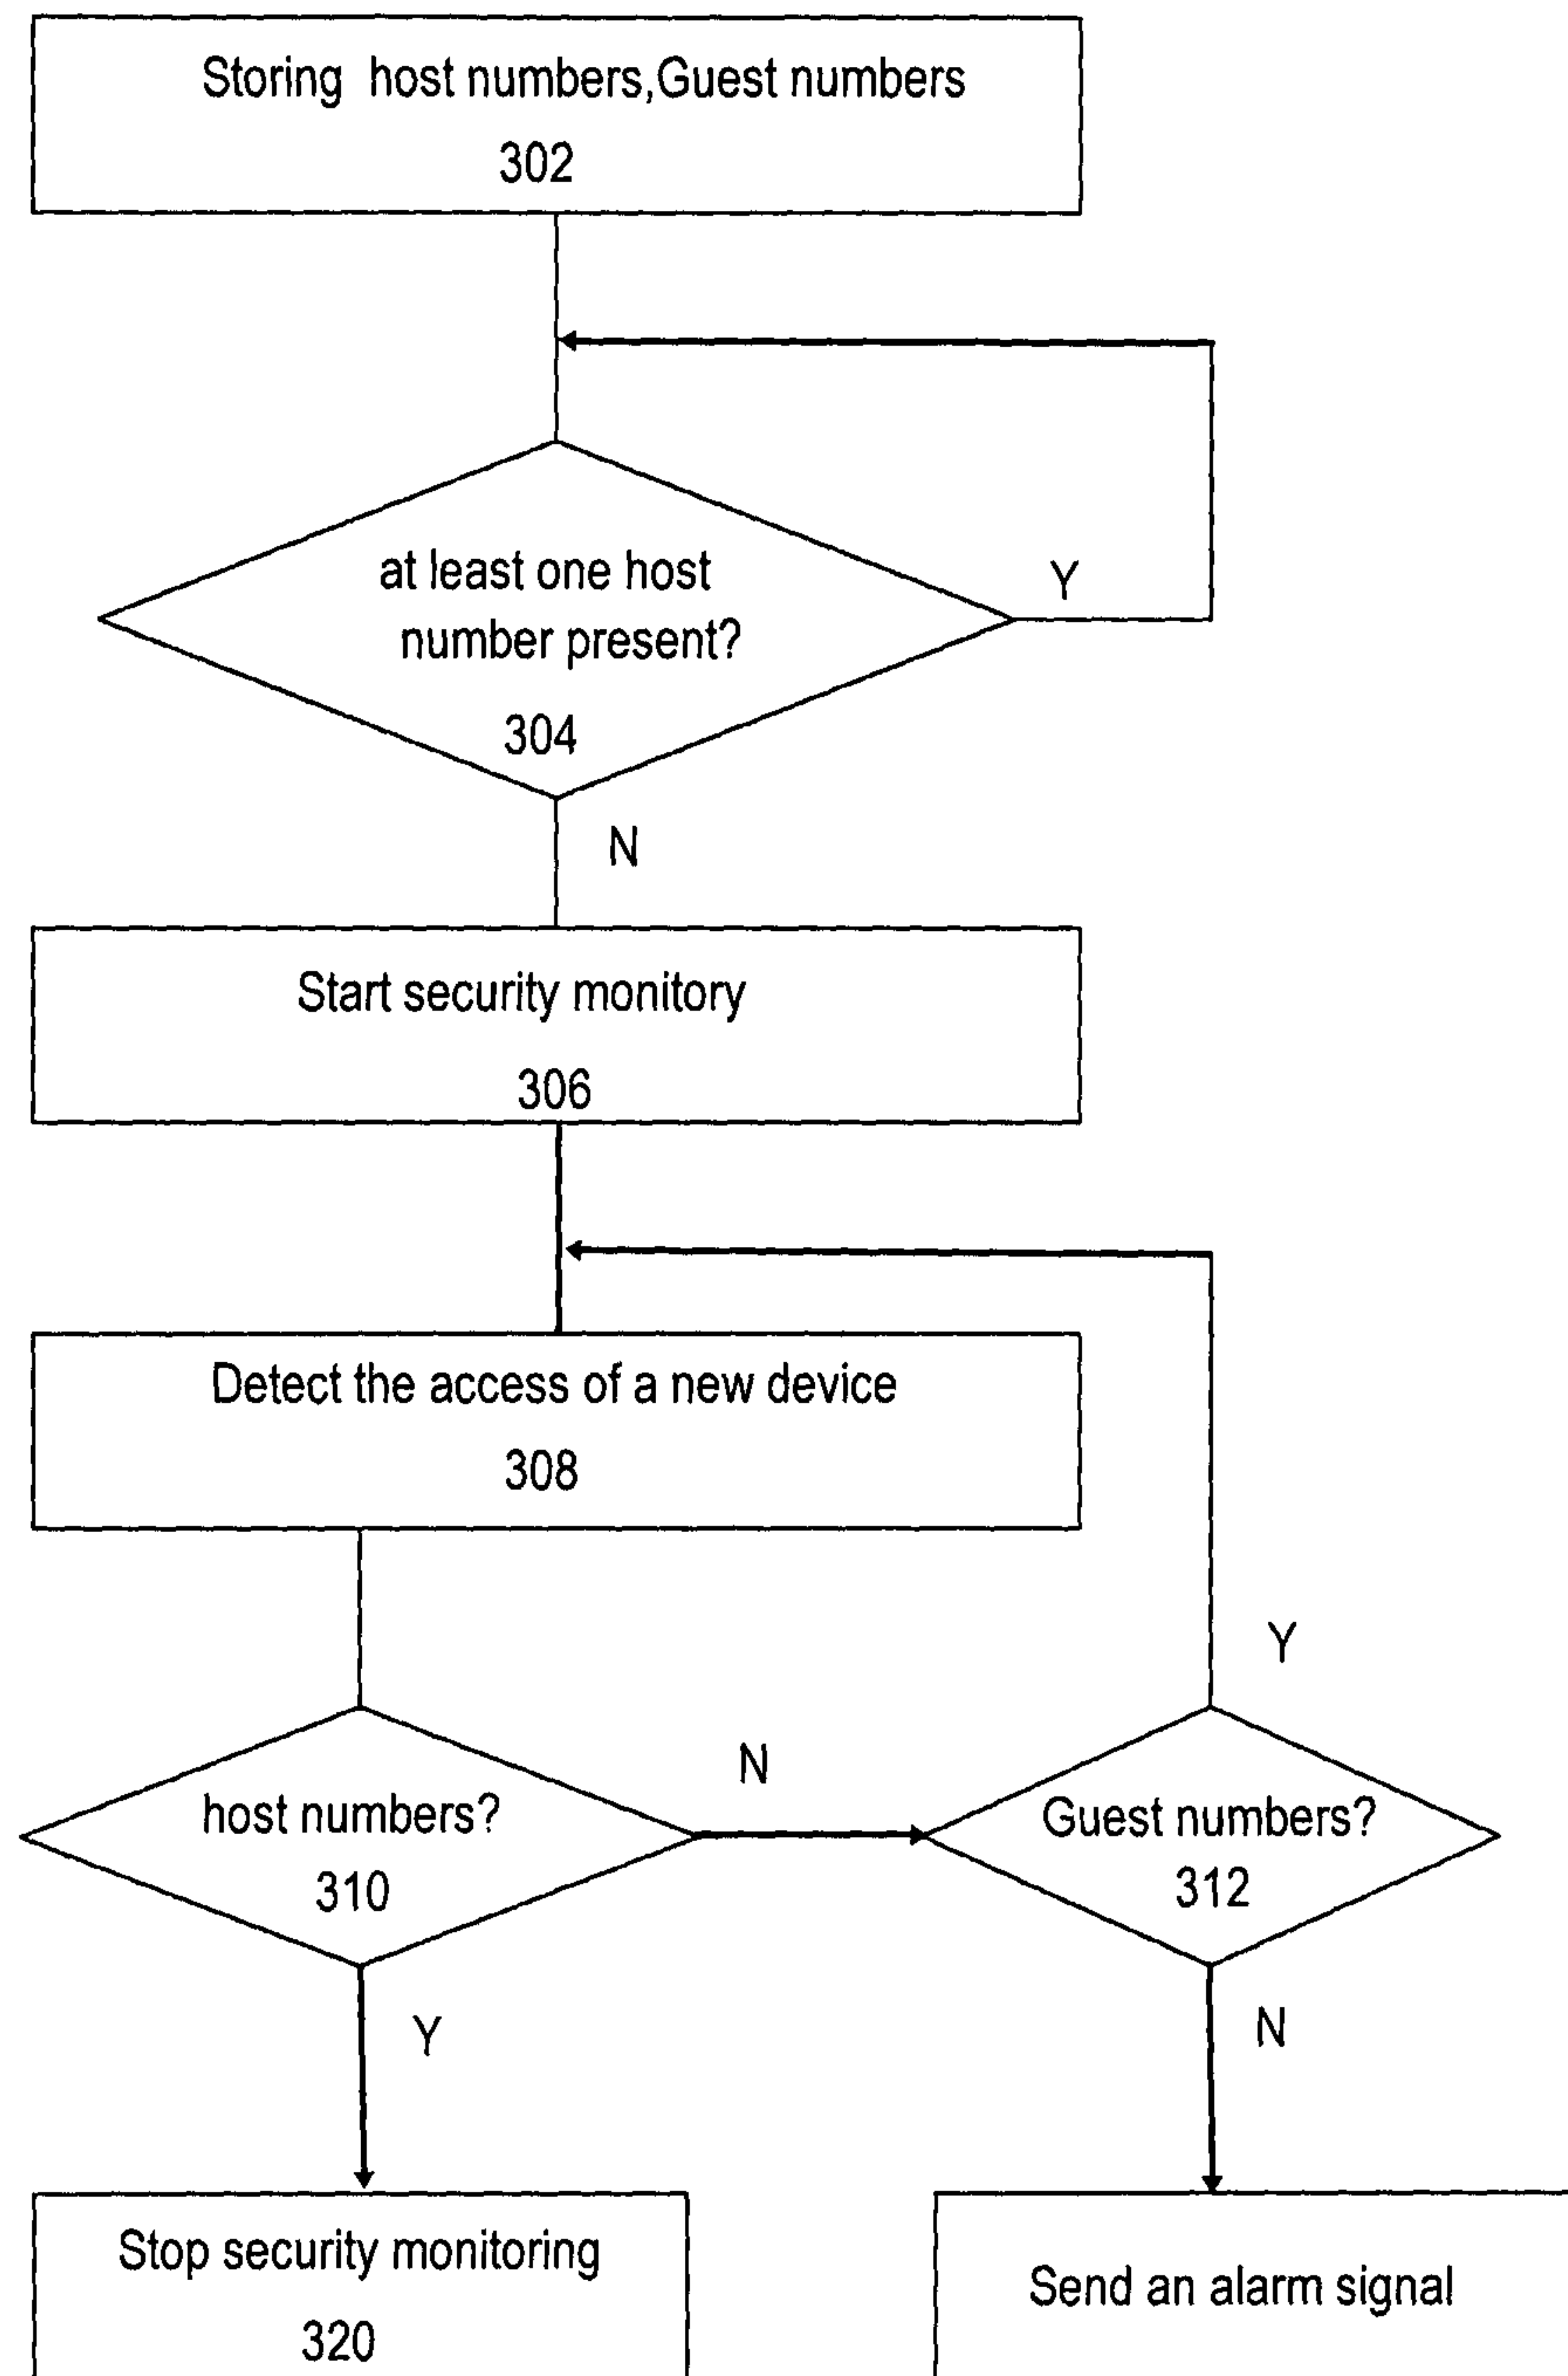 Storing host numbers,Guest numbers
302
at least one host
number present?
304
Y
N
Start security monitory
306
Detect the access of a new device
308
Y
N
host numbers?
310
Guest numbers?
312
Y
N
Stop security monitoring
320
Send an alarm signal